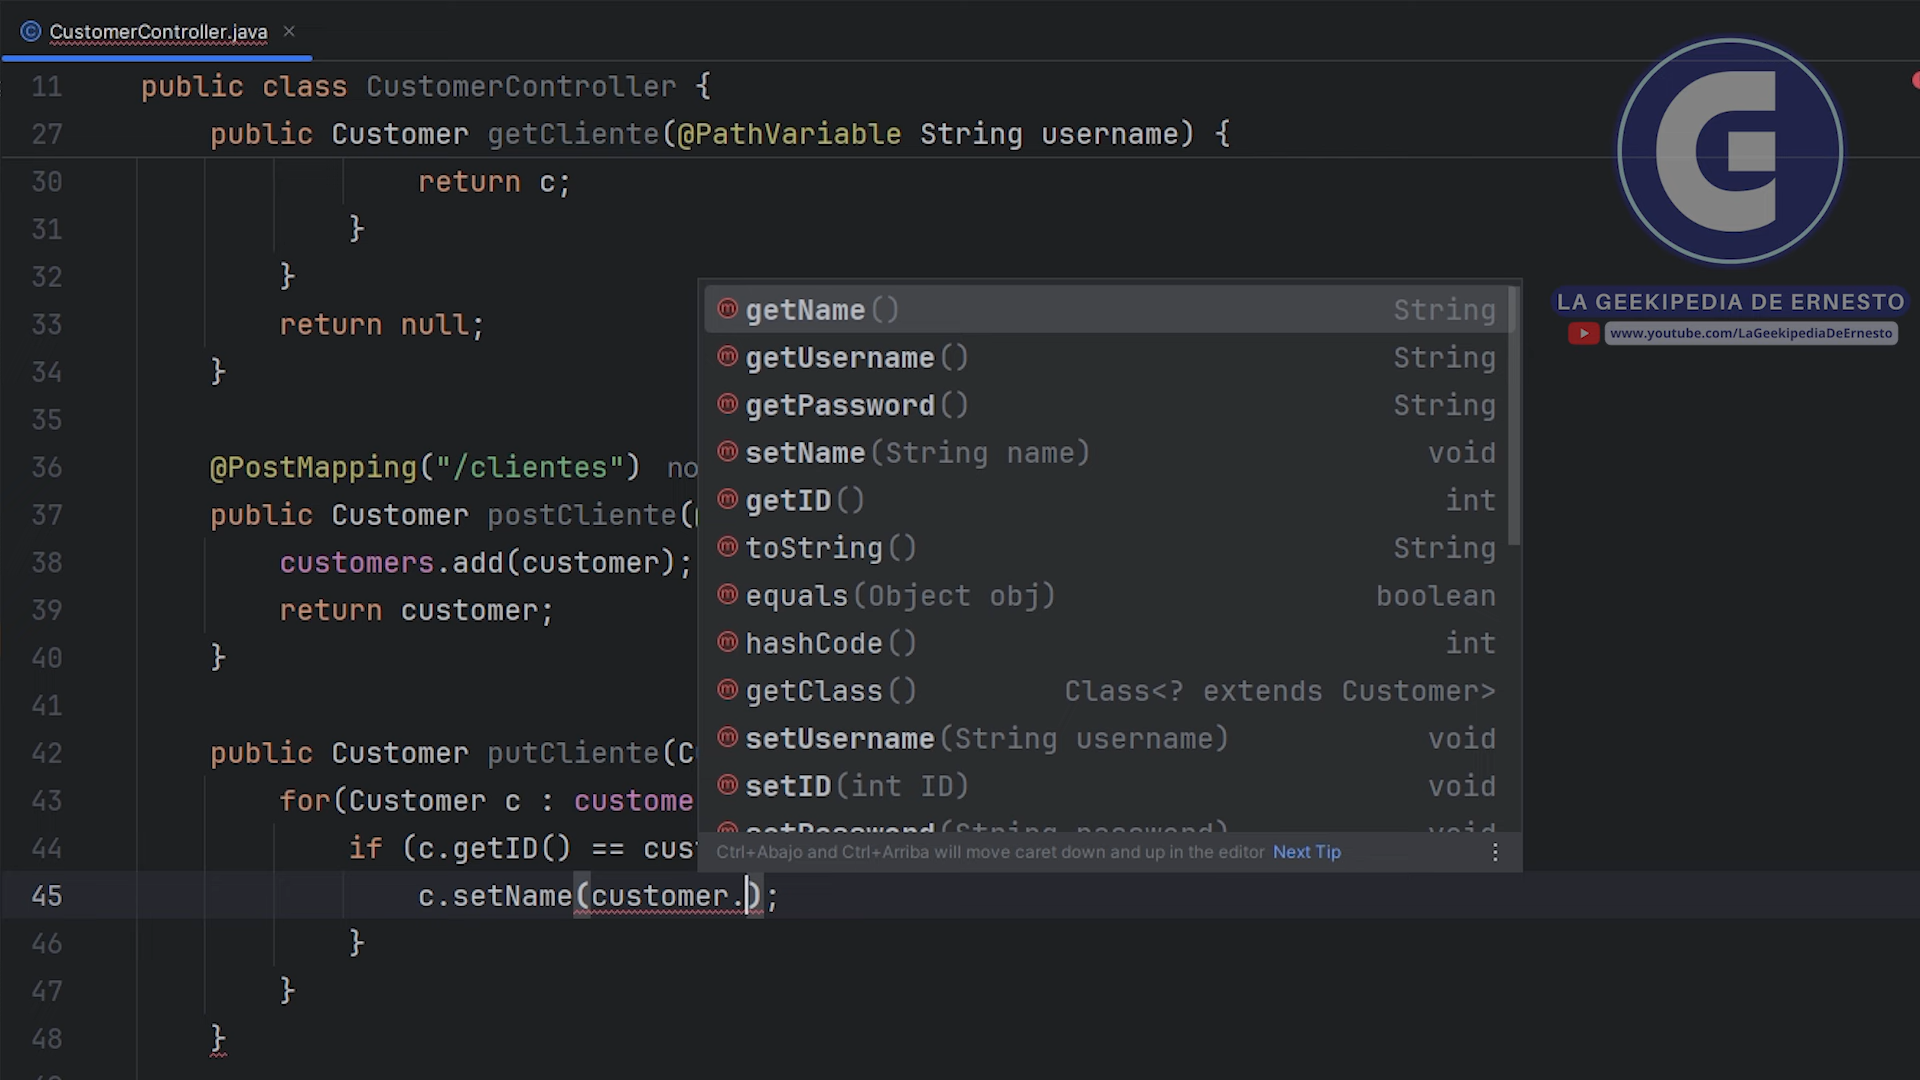 CustomerController.java
11 public class CustomerController {
27 public Customer getCliente(@PathVariable String username) {
30 return c;
31 }
32 }
33 return null;
34 }
35
36 @PostMapping("/clientes") no
37 public Customer postCliente(
38 customers.add(customer);
39 return customer;
40 }
41
42 public Customer putCliente(C
43 for(Customer c : custome
44 if (c.getID() == cus
45 c.setName(customer.);
46 }
47 }
48 }
getName() String
getUsername() String
getPassword() String
setName(String name) void
getID() int
toString() String
equals(Object obj) boolean
hashCode() int
getClass() Class<? extends Customer>
setUsername(String username) void
setID(int ID) void
setPassword(String password) void
Ctrl+Abajo and Ctrl+Arriba will move caret down and up in the editor Next Tip
LA GEEKIPEDIA DE ERNESTO
www.youtube.com/LaGeekipediaDeErnesto